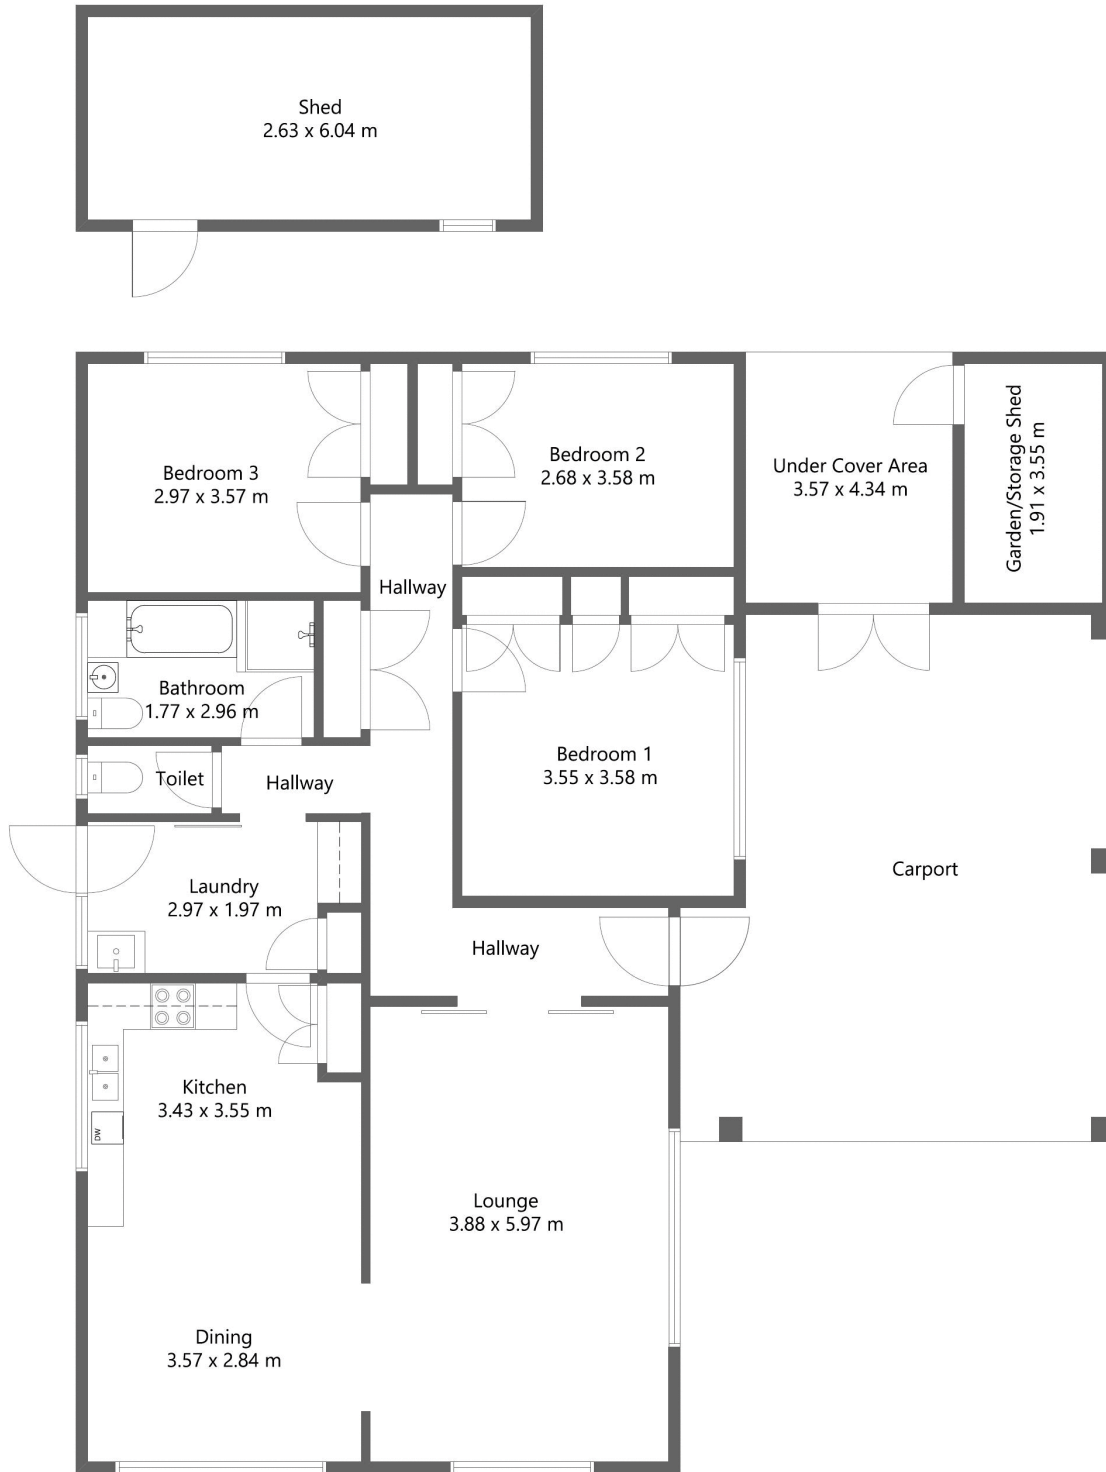 Shed
2.63 x 6.04 m
Bedroom 3
2.97 x 3.57 m
Bedroom 2
2.68 x 3.58 m
Under Cover Area
3.57 x 4.34 m
Garden/Storage Shed
1.91 x 3.55 m
Hallway
Bathroom
1.77 x 2.96 m
Toilet
Hallway
Bedroom 1
3.55 x 3.58 m
Carport
Laundry
2.97 x 1.97 m
Hallway
Kitchen
3.43 x 3.55 m
DW
Lounge
3.88 x 5.97 m
Dining
3.57 x 2.84 m